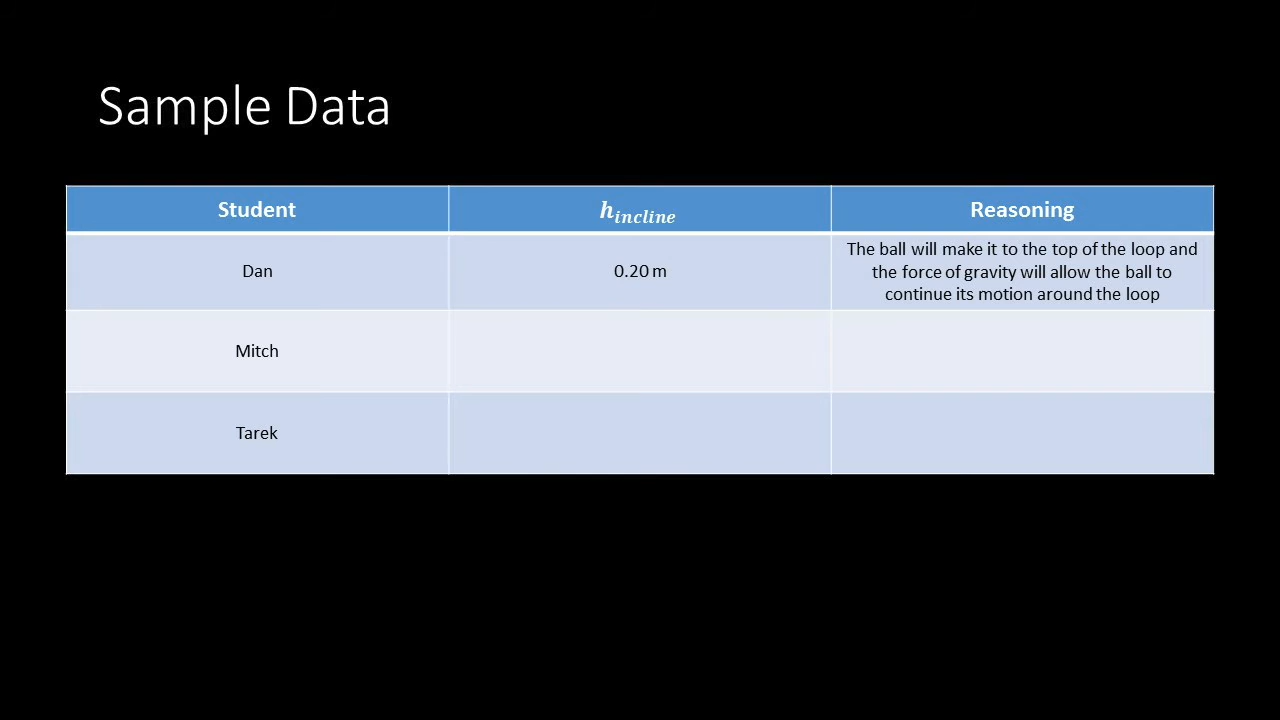 Sample Data
Student h_incline Reasoning
Dan 0.20 m The ball will make it to the top of the loop and
the force of gravity will allow the ball to
continue its motion around the loop
Mitch
Tarek